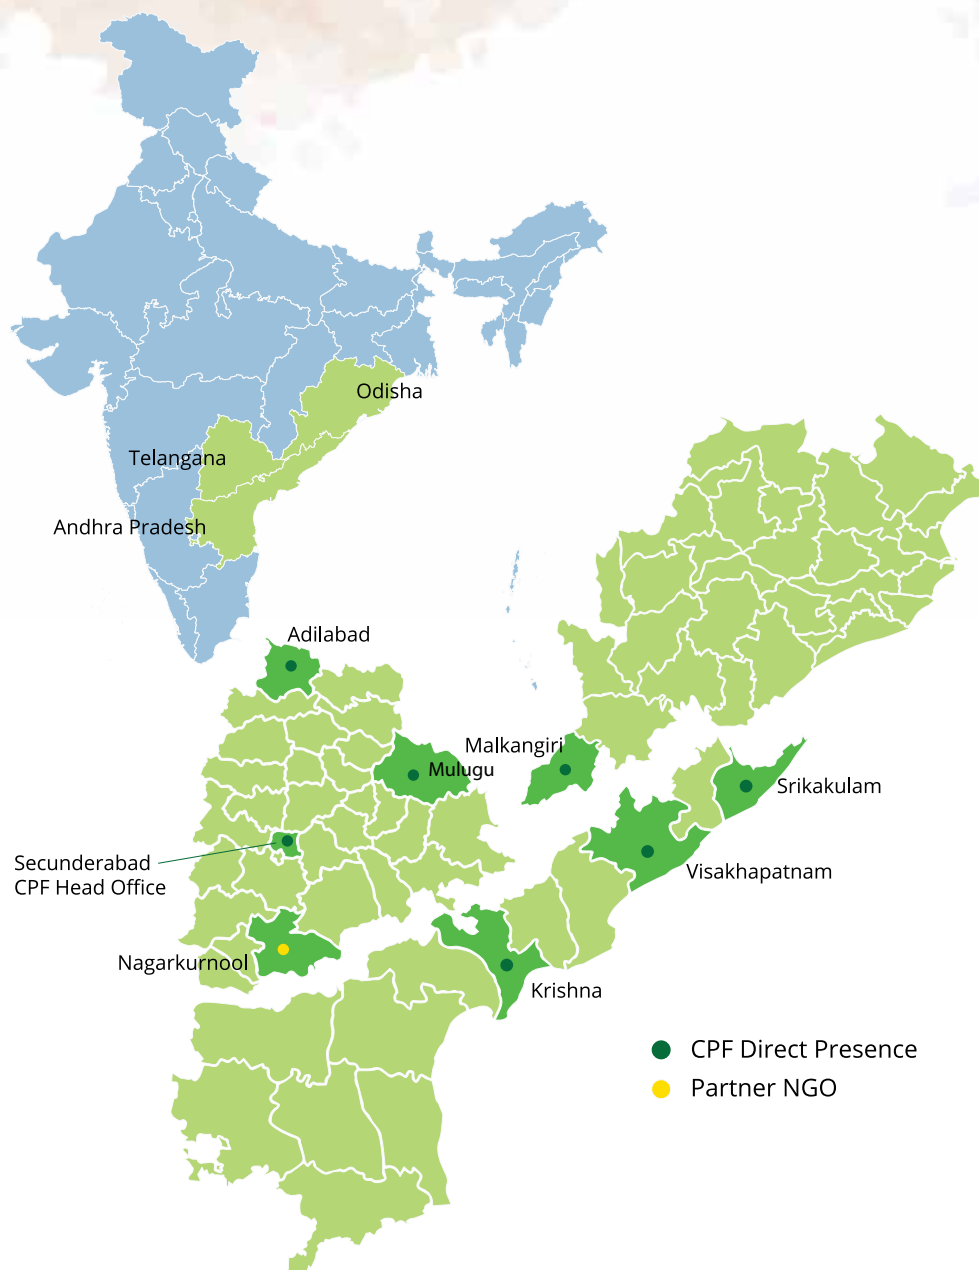 Odisha
Telangana
Andhra Pradesh
Adilabad
Malkangiri
Mulugu
Srikakulam
Secunderabad
CPF Head Office
Visakhapatnam
Nagarkurnool
Krishna
CPF Direct Presence
Partner NGO